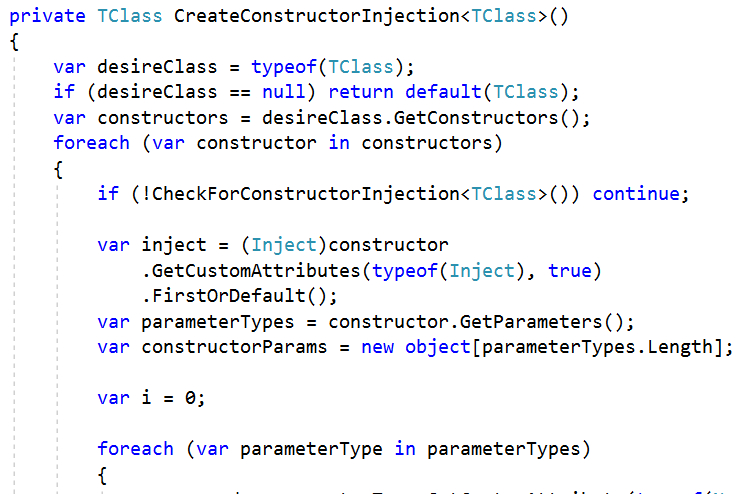 private TClass CreateConstructorInjection<TClass>()
{
var desireClass = typeof(TClass);
if (desireClass == null) return default(TClass);
var constructors = desireClass.GetConstructors();
foreach (var constructor in constructors)
{
if (!CheckForConstructorInjection<TClass>()) continue;
var inject = (Inject)constructor
.GetCustomAttributes(typeof(Inject), true)
.FirstOrDefault();
var parameterTypes = constructor.GetParameters();
var constructorParams = new object[parameterTypes.Length];
var i = 0;
foreach (var parameterType in parameterTypes)
{